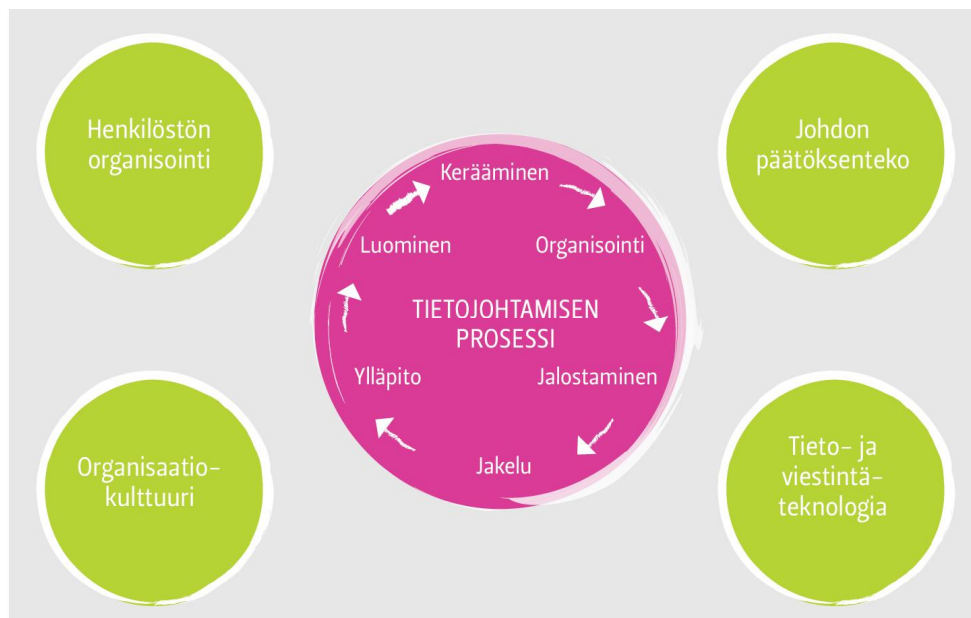 Henkilöstön
organisointi
Johdon
päätöksenteko
Kerääminen
Luominen
Organisointi
TIETOJOHTAMISEN
PROSESSI
Ylläpito
Jalostaminen
Jakelu
Organisaatio-
kulttuuri
Tieto- ja
viestintä-
teknologia